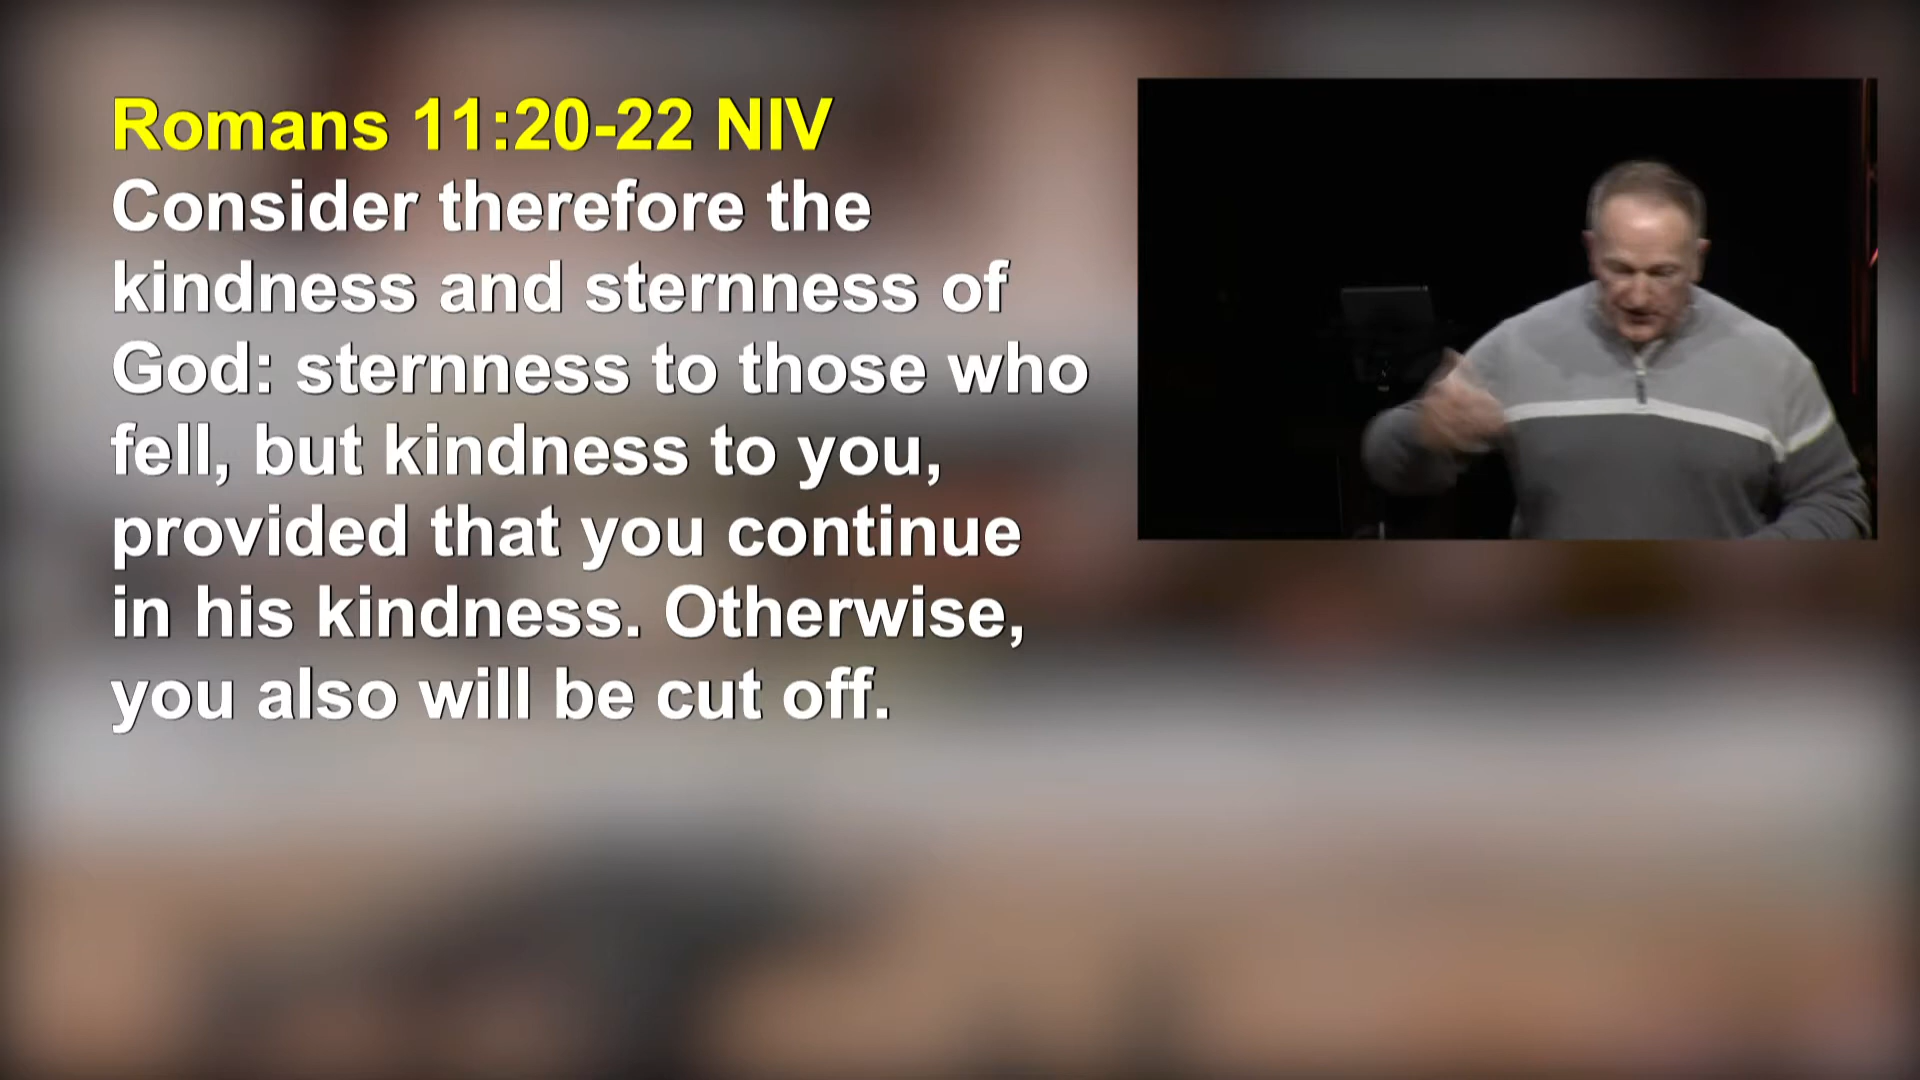 Romans 11:20-22 NIV
Consider therefore the
kindness and sternness of
God: sternness to those who
fell, but kindness to you,
provided that you continue
in his kindness. Otherwise,
you also will be cut off.